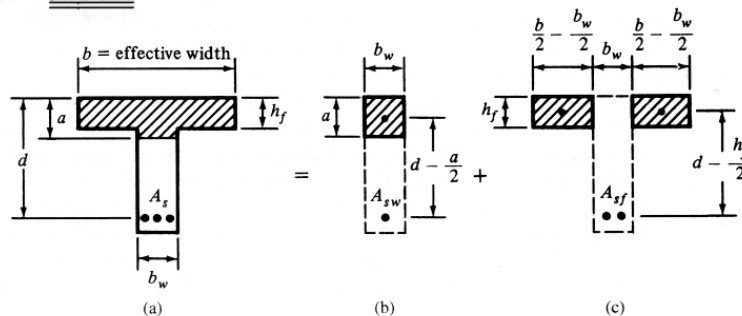 b = effective width
a
h_f
d
A_s
b_w
(a)
=
b_w
a
d - a/2
A_sw
(b)
+
b/2 - b_w/2
b_w
b/2 - b_w/2
h_f
A_sf
(c)